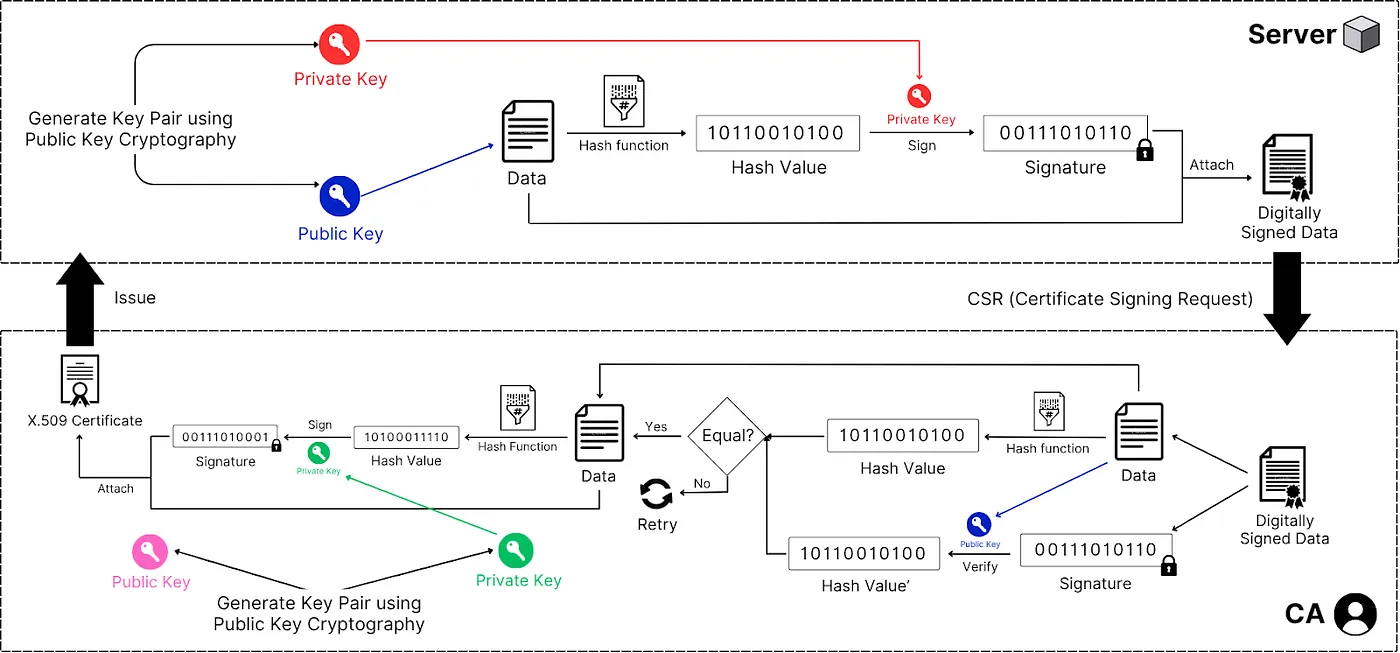 Server
Private Key
Generate Key Pair using
Public Key Cryptography
Public Key
Data
#
Hash function
10110010100
Hash Value
Private Key
Sign
00111010110
Signature
Attach
Digitally
Signed Data
Issue
CSR (Certificate Signing Request)
X.509 Certificate
Attach
00111010001
Signature
Sign
Private Key
10100011110
Hash Value
#
Hash Function
Data
Yes
Equal?
No
Retry
10110010100
Hash Value
#
Hash function
Data
Digitally
Signed Data
10110010100
Hash Value’
Public Key
Verify
00111010110
Signature
Public Key
Private Key
Generate Key Pair using
Public Key Cryptography
CA